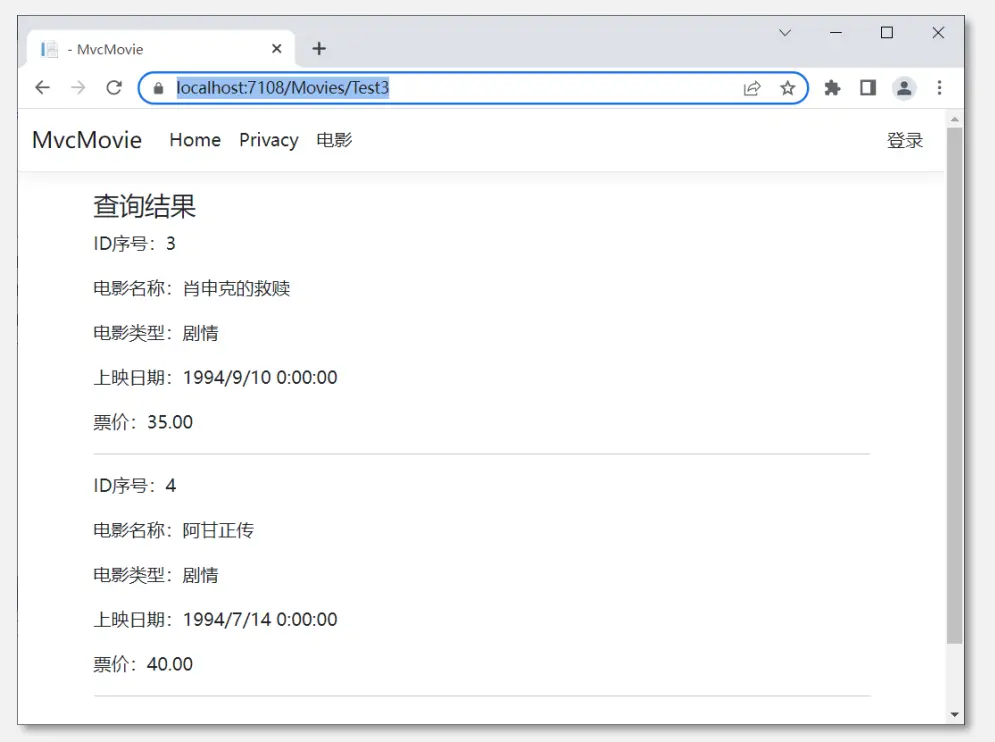 - MvcMovie
localhost:7108/Movies/Test3
MvcMovie Home Privacy 电影 登录
查询结果
ID序号：3
电影名称：肖申克的救赎
电影类型：剧情
上映日期：1994/9/10 0:00:00
票价：35.00
ID序号：4
电影名称：阿甘正传
电影类型：剧情
上映日期：1994/7/14 0:00:00
票价：40.00